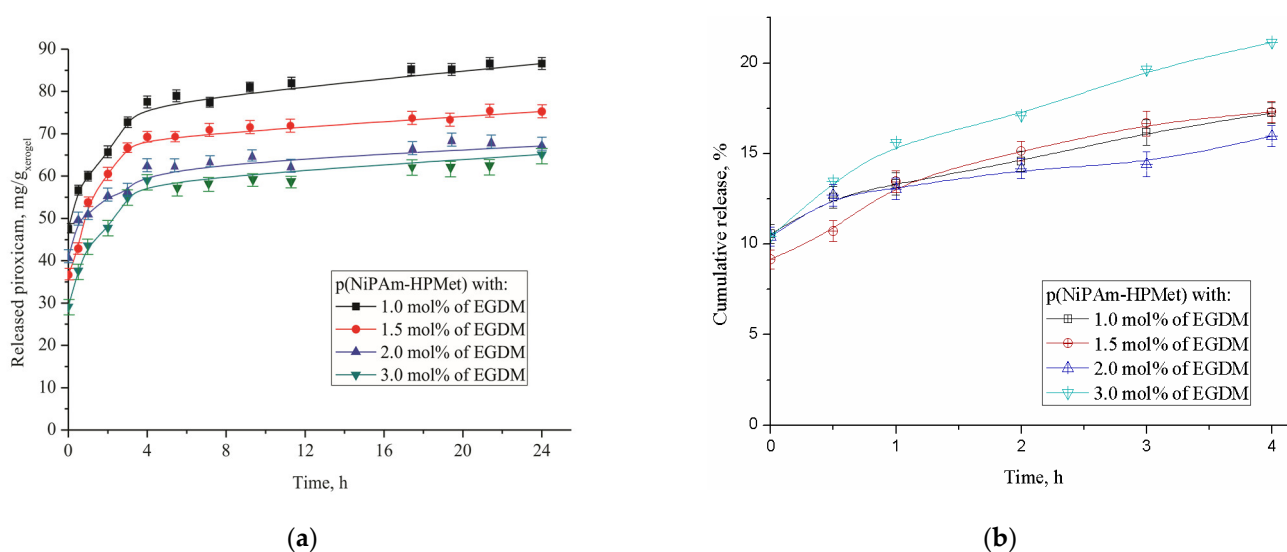 Released piroxicam, mg/g_xerogel
90
80
70
60
50
40
30
20
10
0
p(NiPAm-HPMet) with:
1.0 mol% of EGDM
1.5 mol% of EGDM
2.0 mol% of EGDM
3.0 mol% of EGDM
0 4 8 12 16 20 24
Time, h
(a)
Cumulative release, %
20
15
10
5
0
p(NiPAm-HPMet) with:
1.0 mol% of EGDM
1.5 mol% of EGDM
2.0 mol% of EGDM
3.0 mol% of EGDM
0 1 2 3 4
Time, h
(b)